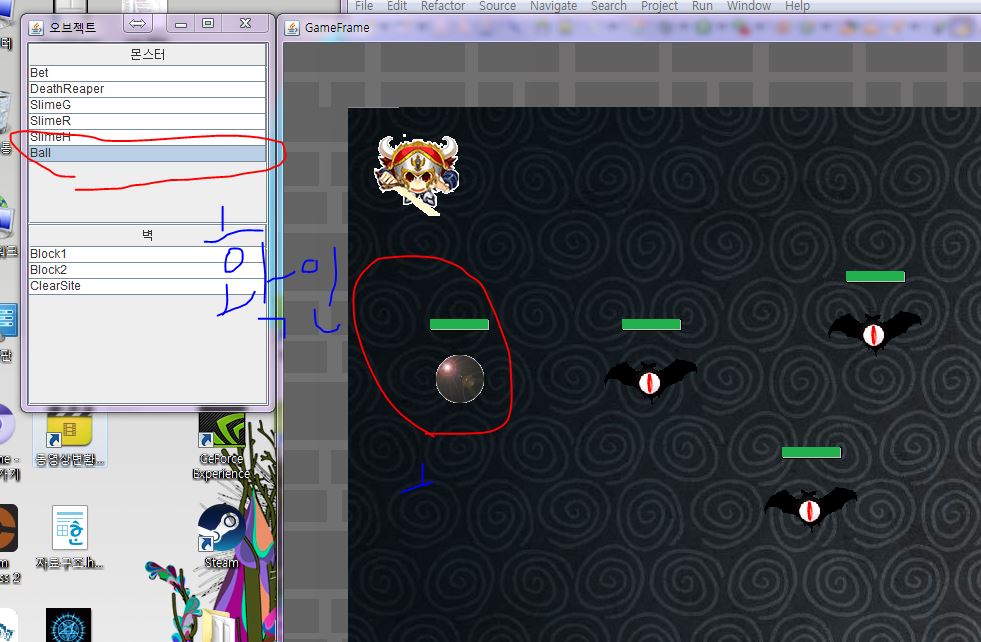 File Edit Refactor Source Navigate Search Project Run Window Help
오브젝트
GameFrame
몬스터
Bet
DeathReaper
SlimeG
SlimeR
SlimeH
Ball
벽
Block1
Block2
ClearSite
동영상변환...
GeForce
Experience
자료구조.h...
Steam